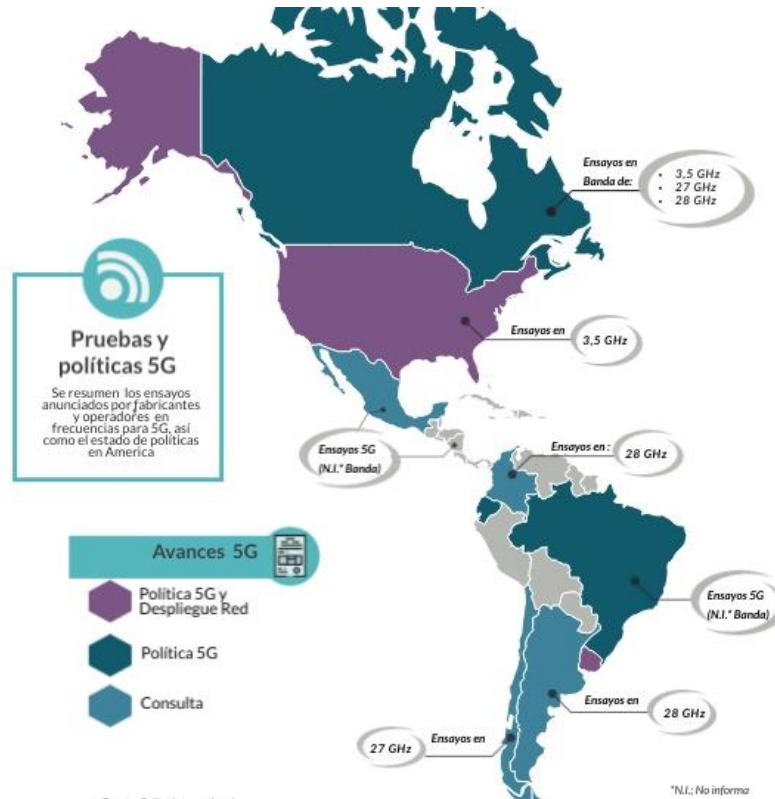 Ensayos en
Banda de:
• 3,5 GHz
• 27 GHz
• 28 GHz
Pruebas y
políticas 5G
Se resumen los ensayos
anunciados por fabricantes
y operadores en
frecuencias para 5G, así
como el estado de políticas
en America
Ensayos en
3,5 GHz
Ensayos 5G
(N.I.* Banda)
Ensayos en :
28 GHz
Avances 5G
Política 5G y
Despliegue Red
Política 5G
Consulta
Ensayos 5G
(N.I.* Banda)
Ensayos en
28 GHz
27 GHz
Ensayos en
*N.I.; No informa